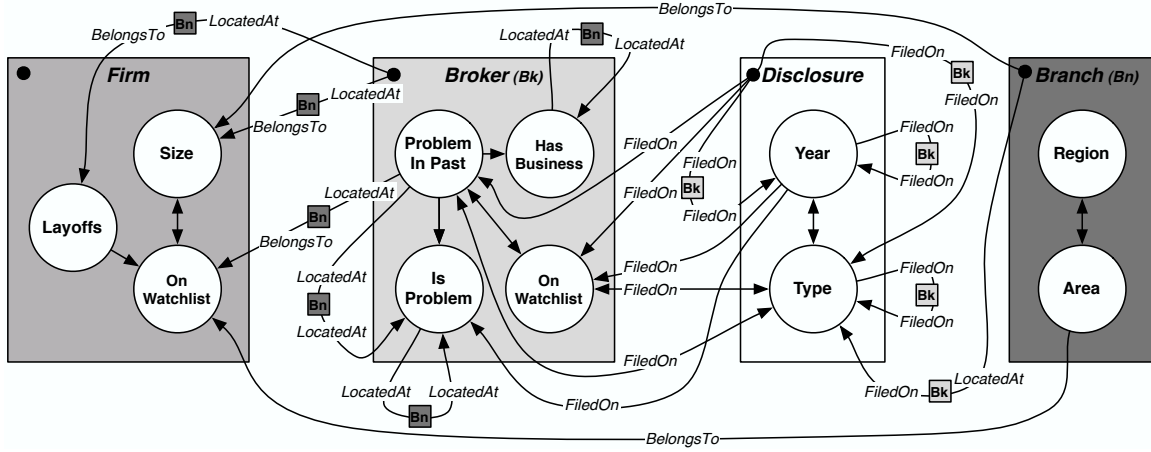 Bn
LocatedAt
BelongsTo
BelongsTo
Firm
Broker (Bk)
Disclosure
Branch (Bn)
LocatedAt
Bn
LocatedAt
FiledOn
Bk
FiledOn
Bn
LocatedAt
BelongsTo
Size
Problem
In Past
Has
Business
FiledOn
FiledOn
Bk
FiledOn
Year
FiledOn
Bk
FiledOn
Region
LocatedAt
Bn
BelongsTo
FiledOn
Layoffs
On
Watchlist
LocatedAt
Bn
LocatedAt
Is
Problem
On
Watchlist
FiledOn
FiledOn
Type
FiledOn
Bk
FiledOn
Area
FiledOn
LocatedAt
Bn
LocatedAt
FiledOn
FiledOn
Bk
LocatedAt
BelongsTo